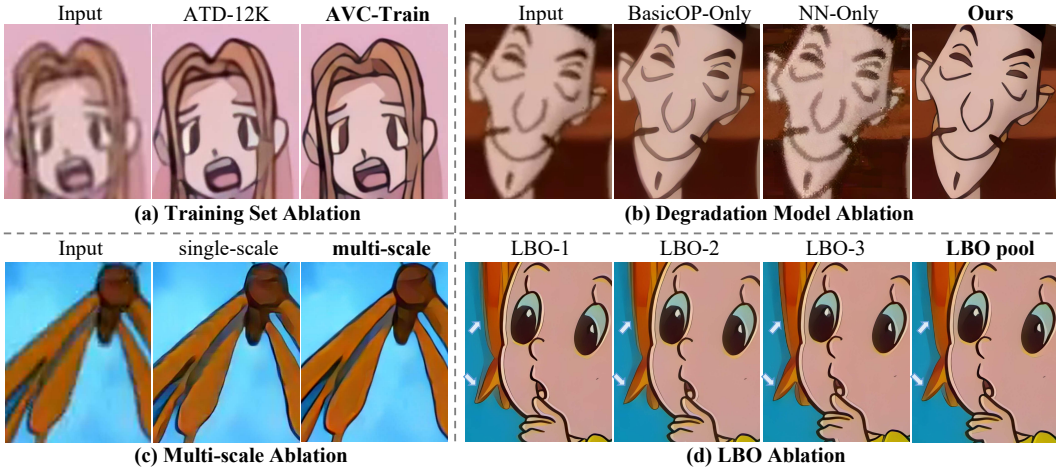 Input ATD-12K AVC-Train
(a) Training Set Ablation
Input BasicOP-Only NN-Only Ours
(b) Degradation Model Ablation
Input single-scale multi-scale
(c) Multi-scale Ablation
LBO-1 LBO-2 LBO-3 LBO pool
(d) LBO Ablation